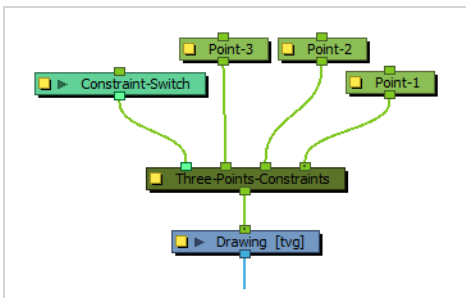 Point-3
Point-2
Constraint-Switch
Point-1
Three-Points-Constraints
Drawing [tvg]